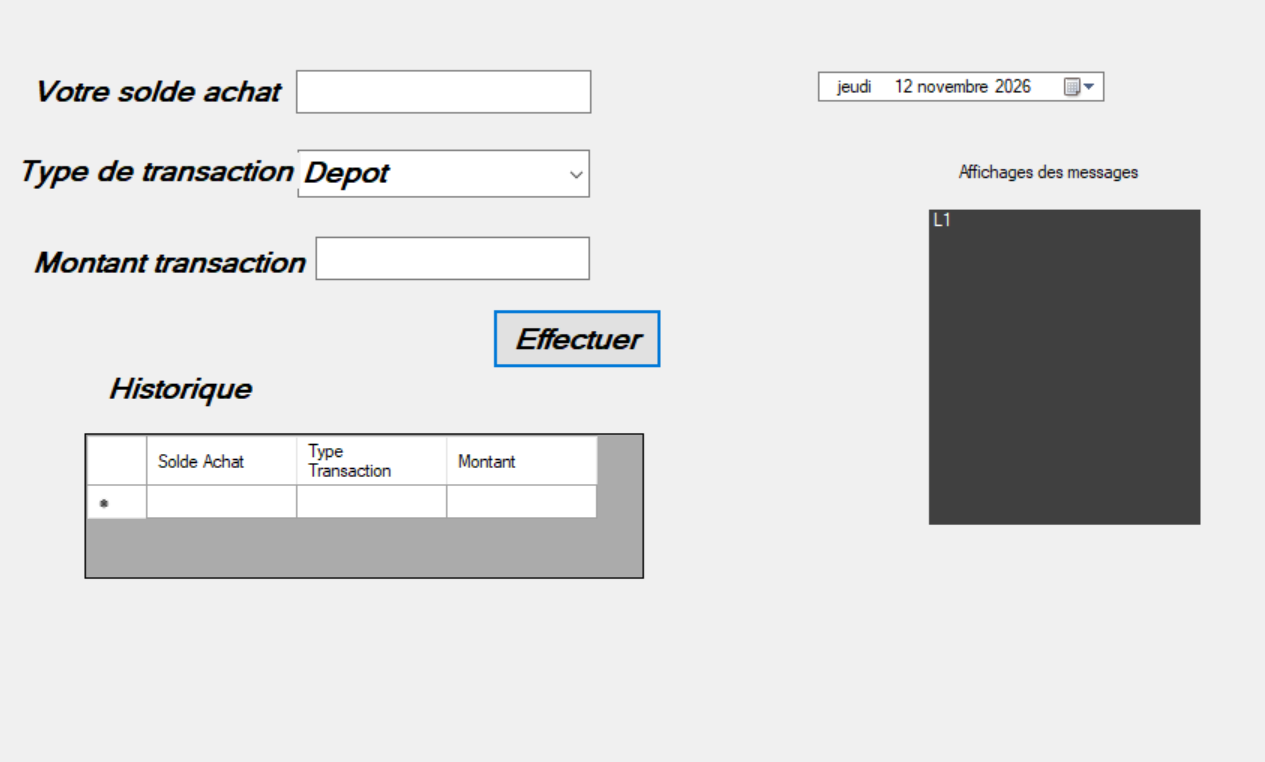 Votre solde achat
jeudi 12 novembre 2026
Type de transaction Depot
Affichages des messages
L1
Montant transaction
Effectuer
Historique
Solde Achat
Type
Transaction
Montant
*